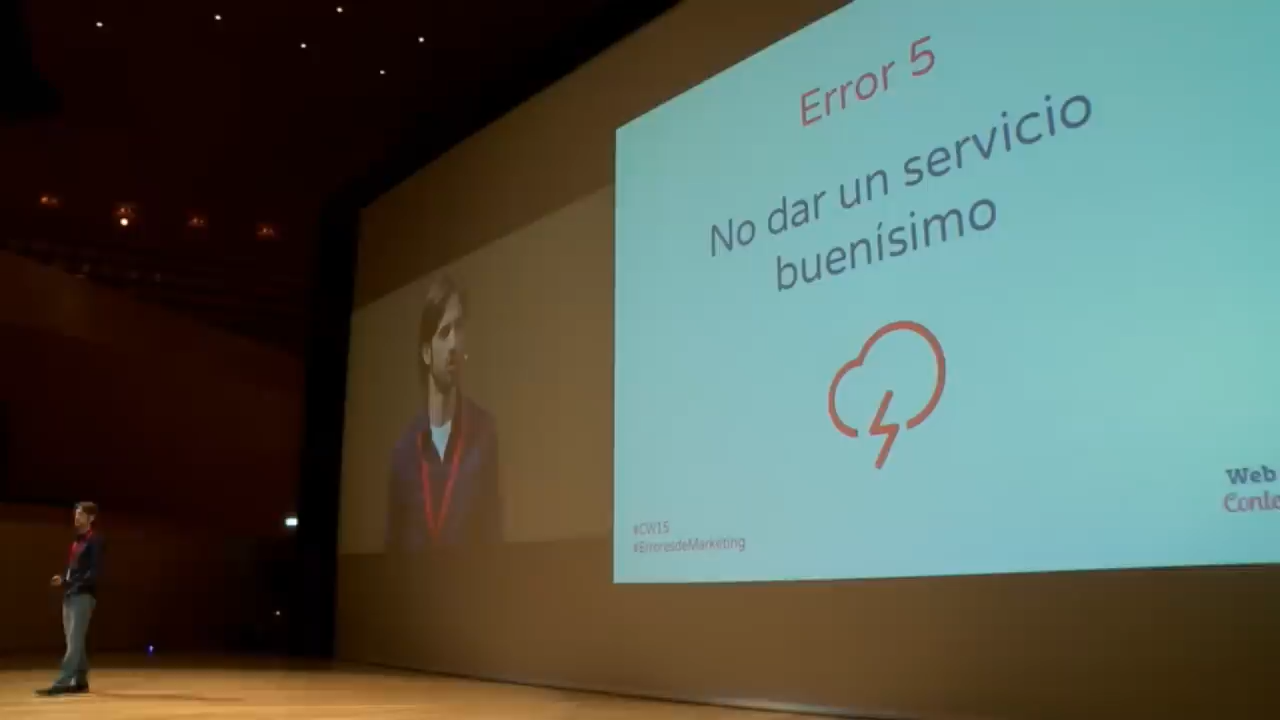 Error 5
No dar un servicio
buenísimo
#CW15
#ErroresdeMarketing
Web